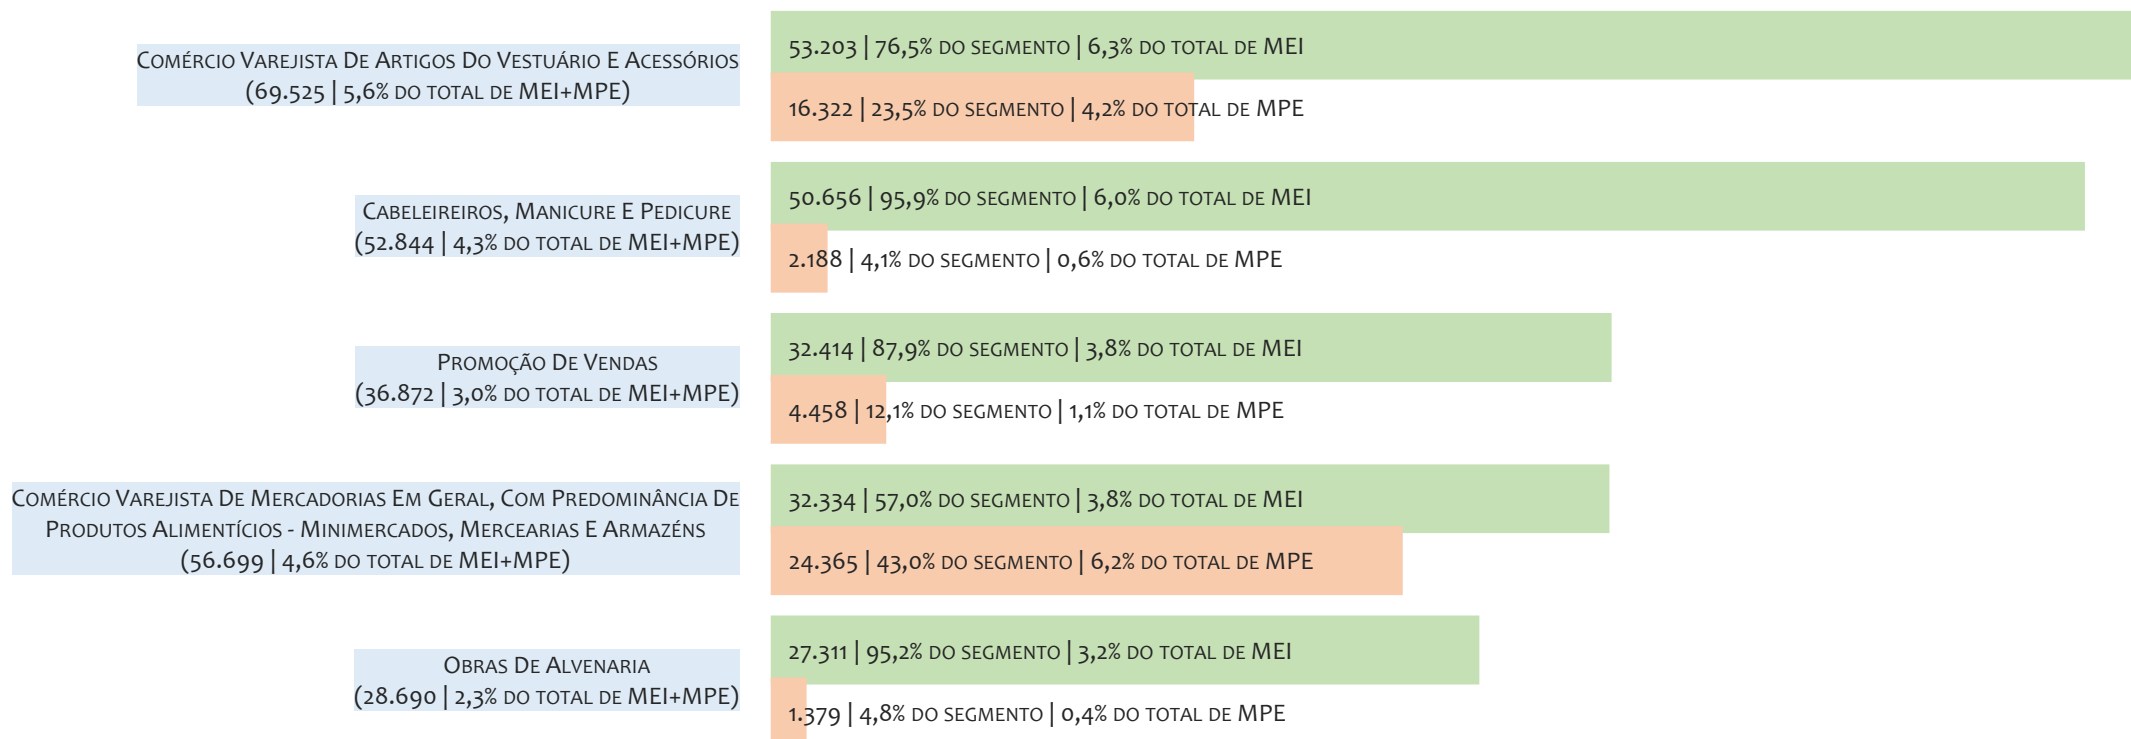 Comércio Varejista De Artigos Do Vestuário E Acessórios
(69.525 | 5,6% do total de MEI+MPE)
53.203 | 76,5% do segmento | 6,3% do total de MEI
16.322 | 23,5% do segmento | 4,2% do total de MPE
Cabeleireiros, Manicure E Pedicure
(52.844 | 4,3% do total de MEI+MPE)
50.656 | 95,9% do segmento | 6,0% do total de MEI
2.188 | 4,1% do segmento | 0,6% do total de MPE
Promoção De Vendas
(36.872 | 3,0% do total de MEI+MPE)
32.414 | 87,9% do segmento | 3,8% do total de MEI
4.458 | 12,1% do segmento | 1,1% do total de MPE
Comércio Varejista De Mercadorias Em Geral, Com Predominância De
Produtos Alimentícios - Minimercados, Mercearias E Armazéns
(56.699 | 4,6% do total de MEI+MPE)
32.334 | 57,0% do segmento | 3,8% do total de MEI
24.365 | 43,0% do segmento | 6,2% do total de MPE
Obras De Alvenaria
(28.690 | 2,3% do total de MEI+MPE)
27.311 | 95,2% do segmento | 3,2% do total de MEI
1.379 | 4,8% do segmento | 0,4% do total de MPE